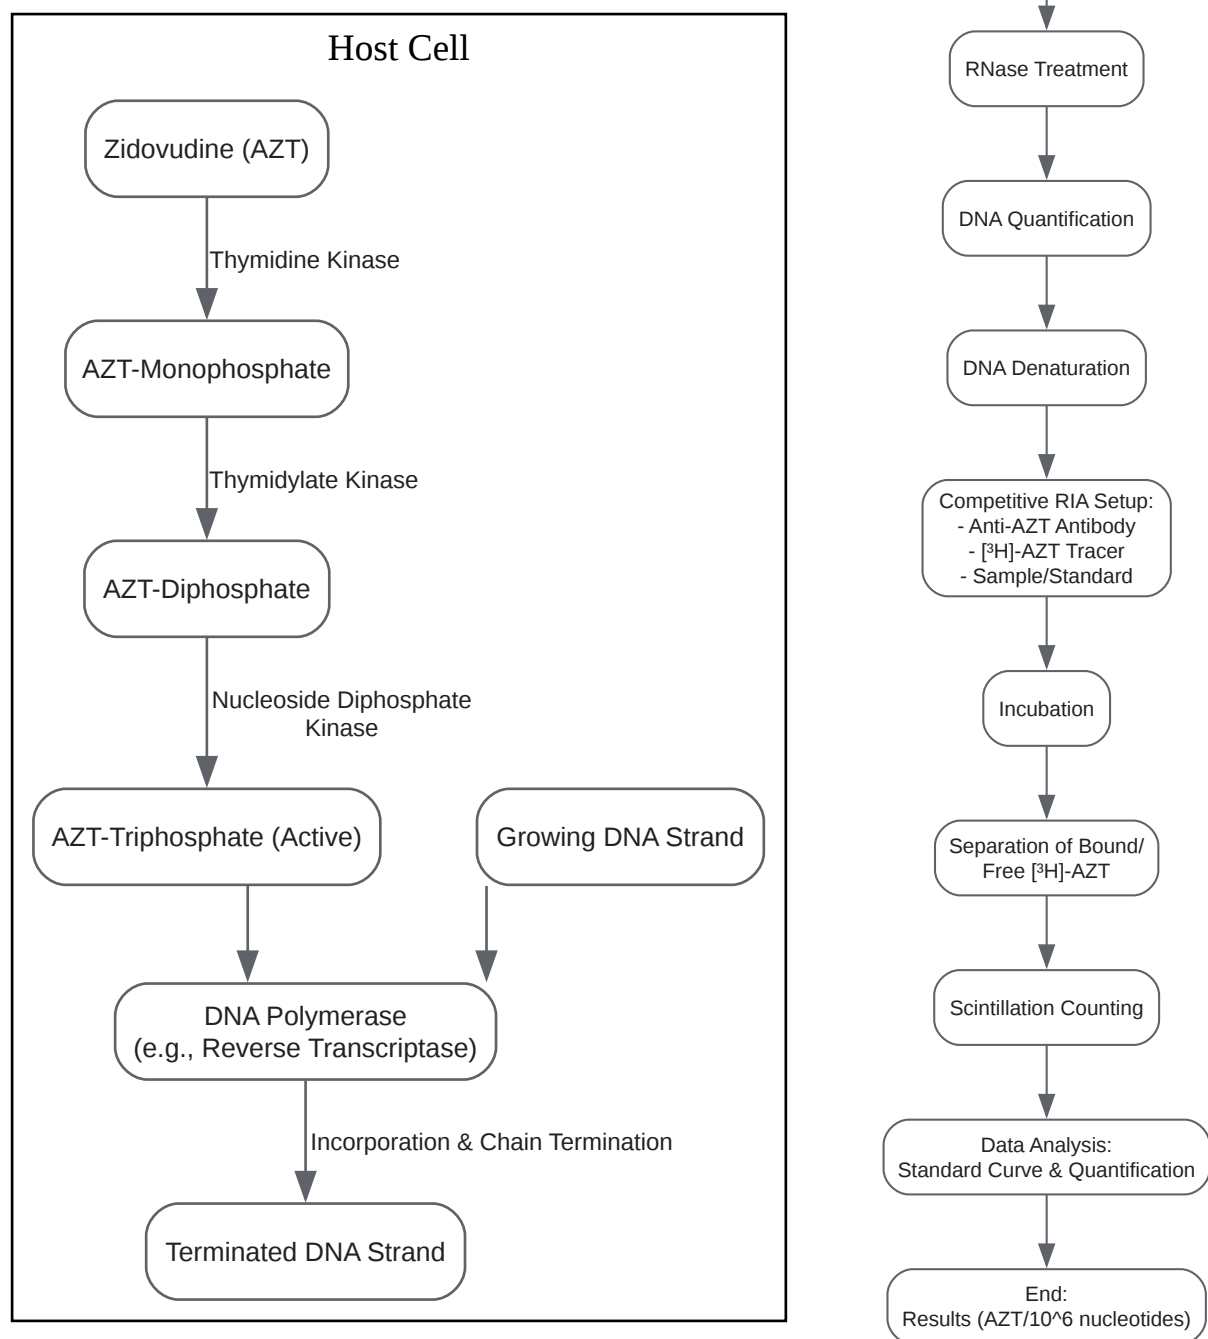 Host Cell
Zidovudine (AZT)
Thymidine Kinase
AZT-Monophosphate
Thymidylate Kinase
AZT-Diphosphate
Nucleoside Diphosphate
Kinase
AZT-Triphosphate (Active)
Growing DNA Strand
DNA Polymerase
(e.g., Reverse Transcriptase)
Incorporation & Chain Termination
Terminated DNA Strand
RNase Treatment
DNA Quantification
DNA Denaturation
Competitive RIA Setup:
- Anti-AZT Antibody
- [³H]-AZT Tracer
- Sample/Standard
Incubation
Separation of Bound/
Free [³H]-AZT
Scintillation Counting
Data Analysis:
Standard Curve & Quantification
End:
Results (AZT/10^6 nucleotides)